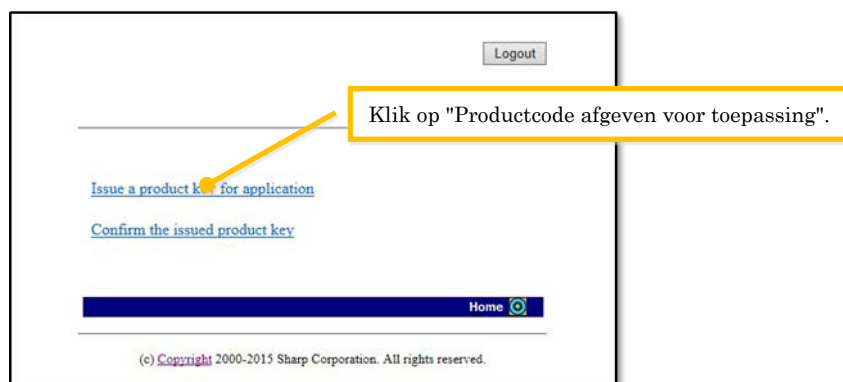 Logout
Klik op "Productcode afgeven voor toepassing".
Issue a product key for application
Confirm the issued product key
Home
(c) Copyright 2000-2015 Sharp Corporation. All rights reserved.